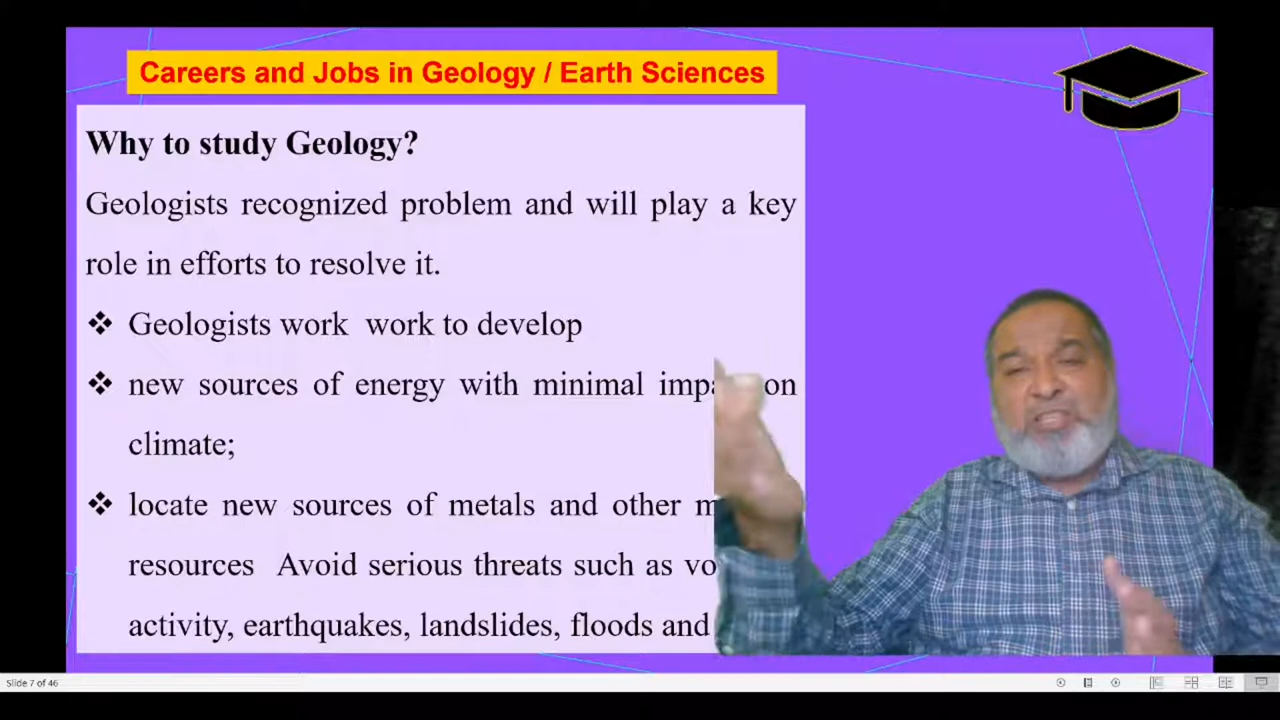 Careers and Jobs in Geology / Earth Sciences
Why to study Geology?
Geologists recognized problem and will play a key
role in efforts to resolve it.
❖ Geologists work work to develop
❖ new sources of energy with minimal on
climate;
❖ locate new sources of metals and other
resources Avoid serious threats such as
activity, earthquakes, landslides, floods and
Slide 7 of 46